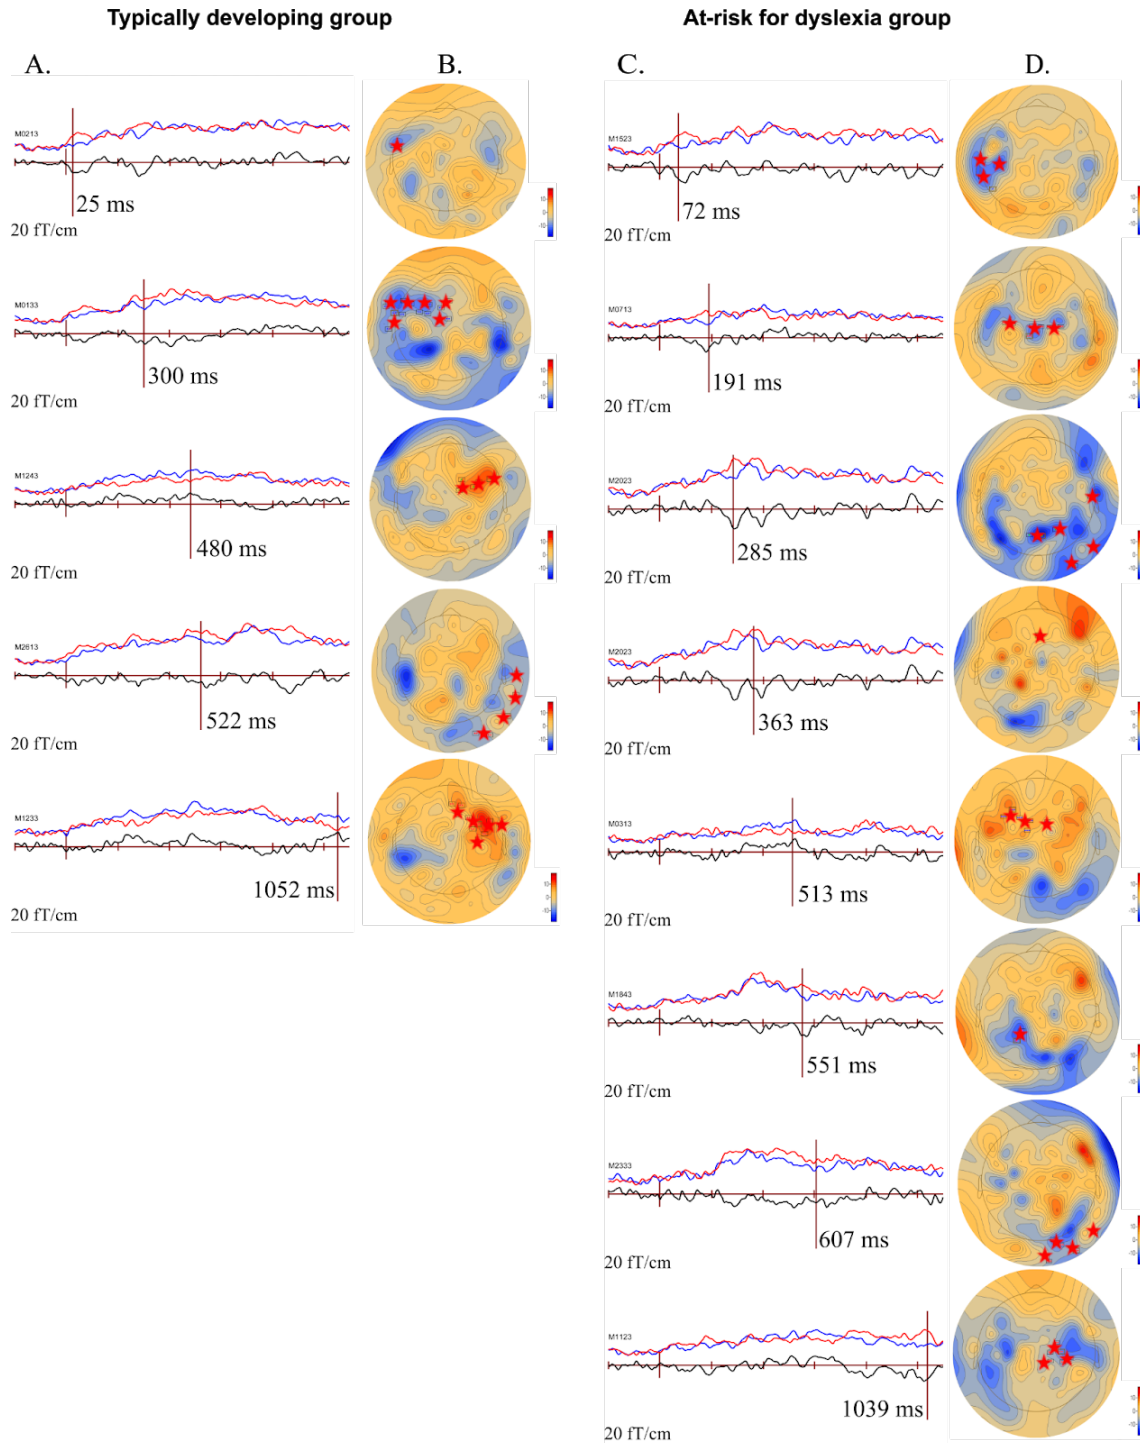 Typically developing group
At-risk for dyslexia group
A.
B.
C.
D.
M0213
25 ms
20 fT/cm
M0133
300 ms
20 fT/cm
M1243
480 ms
20 fT/cm
M2613
522 ms
20 fT/cm
M1233
1052 ms
20 fT/cm
M1523
72 ms
20 fT/cm
M0713
191 ms
20 fT/cm
M2023
285 ms
20 fT/cm
M2023
363 ms
20 fT/cm
M0313
513 ms
20 fT/cm
M1843
551 ms
20 fT/cm
M2333
607 ms
20 fT/cm
M1123
1039 ms
20 fT/cm